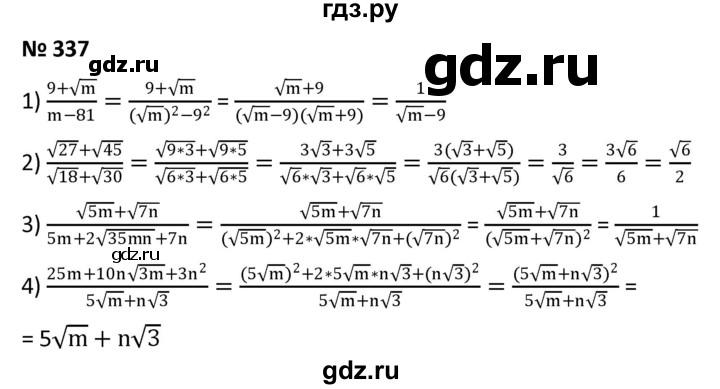 гдз.ру
№ 337
gdz.ru
gdz.ru
1) \frac{9+\sqrt{m}}{m-81} = \frac{9+\sqrt{m}}{(\sqrt{m})^2-9^2} = \frac{\sqrt{m}+9}{(\sqrt{m}-9)(\sqrt{m}+9)} = \frac{1}{\sqrt{m}-9}
2) \frac{\sqrt{27}+\sqrt{45}}{\sqrt{18}+\sqrt{30}} = \frac{\sqrt{9*3}+\sqrt{9*5}}{\sqrt{6*3}+\sqrt{6*5}} = \frac{3\sqrt{3}+3\sqrt{5}}{\sqrt{6}*\sqrt{3}+\sqrt{6}*\sqrt{5}} = \frac{3(\sqrt{3}+\sqrt{5})}{\sqrt{6}(\sqrt{3}+\sqrt{5})} = \frac{3}{\sqrt{6}} = \frac{3\sqrt{6}}{6} = \frac{\sqrt{6}}{2}
3) \frac{\sqrt{5m}+\sqrt{7n}}{5m+2\sqrt{35mn}+7n} = \frac{\sqrt{5m}+\sqrt{7n}}{(\sqrt{5m})^2+2*\sqrt{5m}*\sqrt{7n}+(\sqrt{7n})^2} = \frac{\sqrt{5m}+\sqrt{7n}}{(\sqrt{5m}+\sqrt{7n})^2} = \frac{1}{\sqrt{5m}+\sqrt{7n}}
gdz.ru
4) \frac{25m+10n\sqrt{3m}+3n^2}{5\sqrt{m}+n\sqrt{3}} = \frac{(5\sqrt{m})^2+2*5\sqrt{m}*n\sqrt{3}+(n\sqrt{3})^2}{5\sqrt{m}+n\sqrt{3}} = \frac{(5\sqrt{m}+n\sqrt{3})^2}{5\sqrt{m}+n\sqrt{3}} =
= 5\sqrt{m} + n\sqrt{3}
gdz.ru